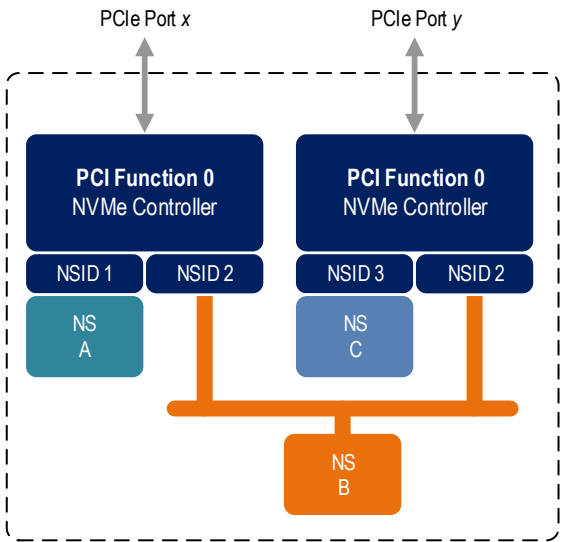 PCIe Port x
PCIe Port y
PCI Function 0
NVMe Controller
PCI Function 0
NVMe Controller
NSID 1
NSID 2
NSID 3
NSID 2
NS
A
NS
C
NS
B